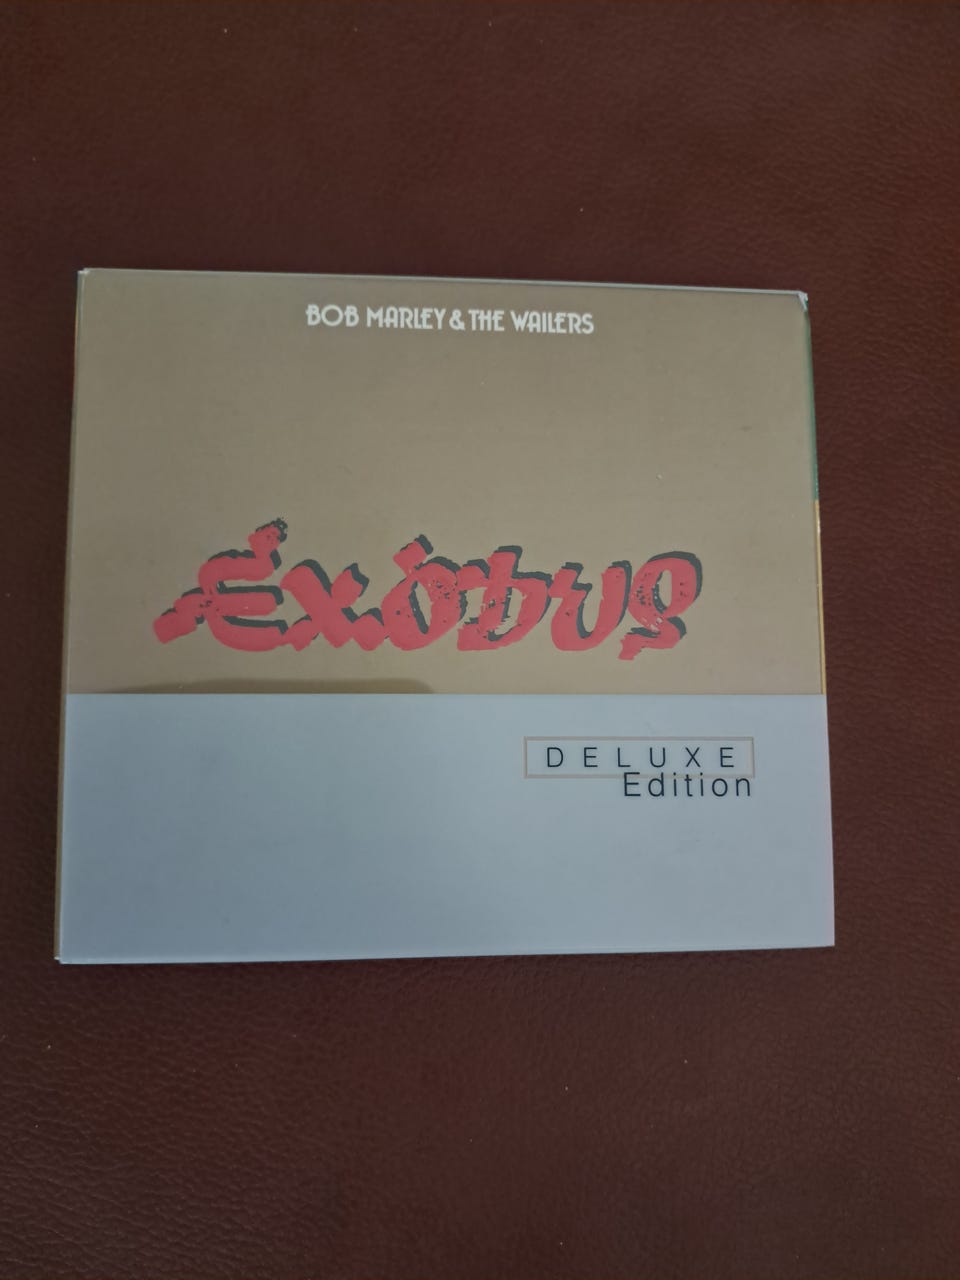 BOB MARLEY & THE WAILERS
Exodus
DELUXE
Edition